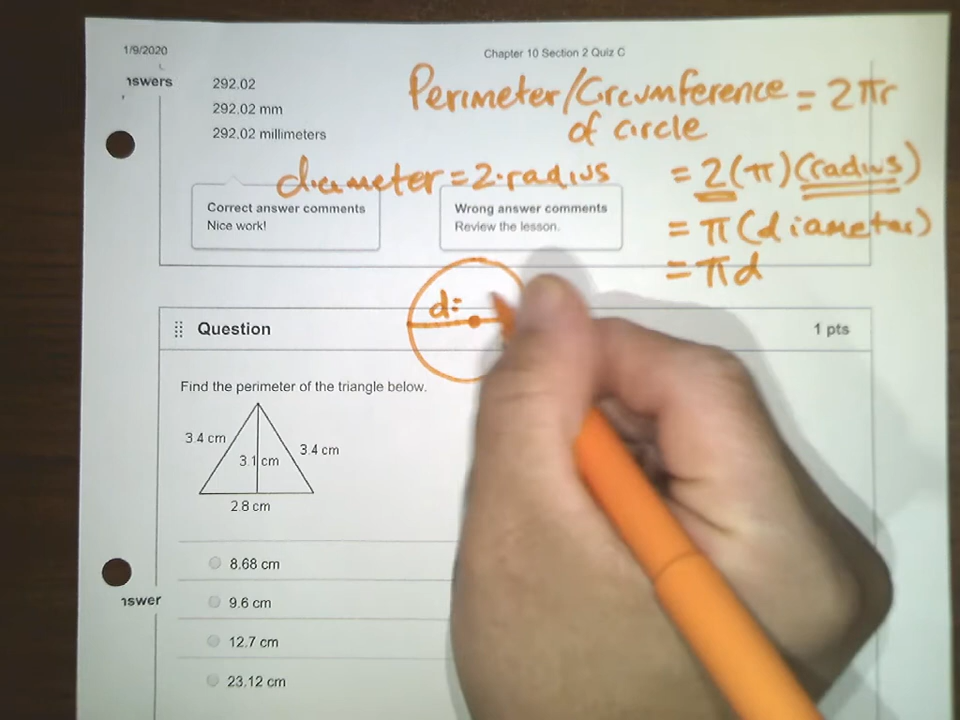 1/9/2020
Chapter 10 Section 2 Quiz C
292.02
292.02 mm
292.02 millimeters
Perimeter/Circumference = 2πr
of circle
diameter = 2·radius
= 2(π)(radius)
= π(diameter)
= πd
Correct answer comments
Nice work!
Wrong answer comments
Review the lesson.
d=
Question
1 pts
Find the perimeter of the triangle below.
3.4 cm
3.1 cm
3.4 cm
2.8 cm
8.68 cm
9.6 cm
12.7 cm
23.12 cm